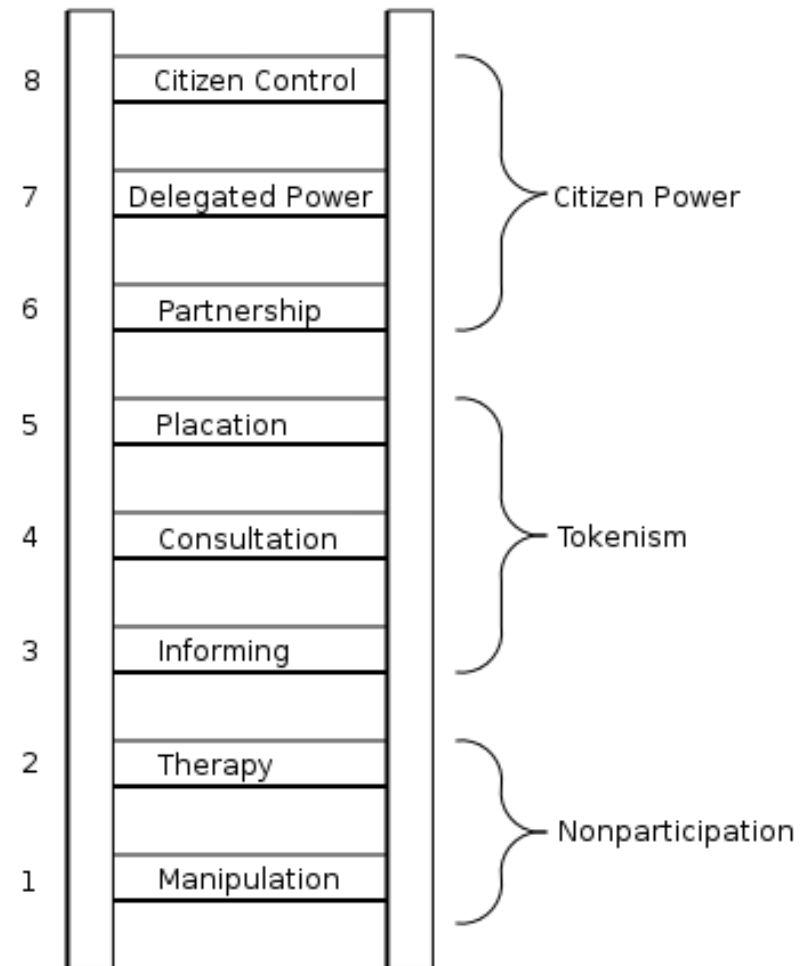 8 Citizen Control
7 Delegated Power Citizen Power
6 Partnership
5 Placation
4 Consultation Tokenism
3 Informing
2 Therapy
Nonparticipation
1 Manipulation